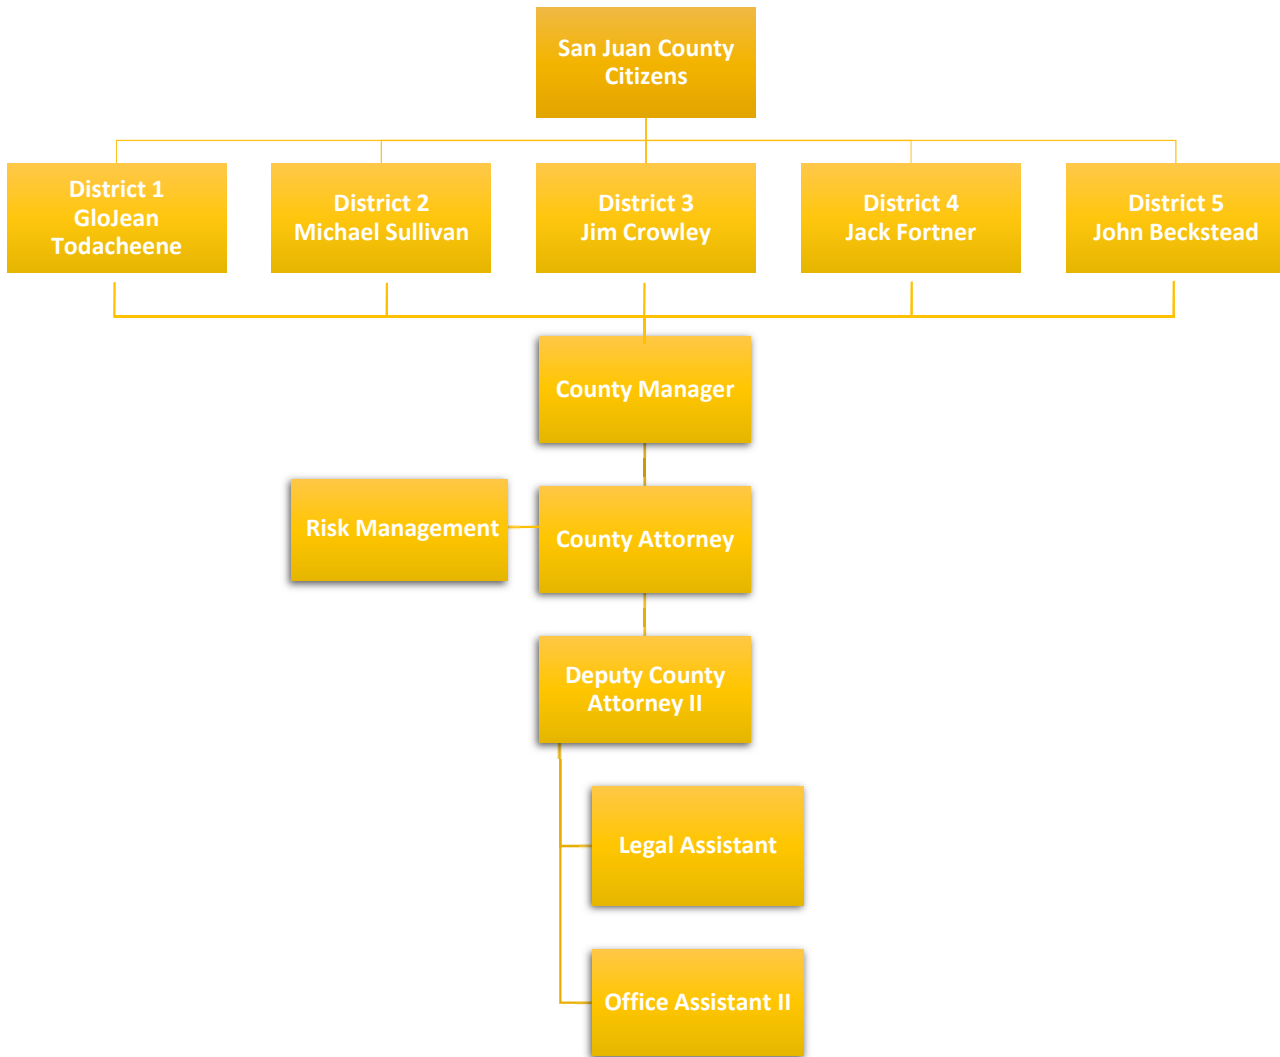 San Juan County
Citizens
District 1
GloJean
Todacheene
District 2
Michael Sullivan
District 3
Jim Crowley
District 4
Jack Fortner
District 5
John Beckstead
County Manager
Risk Management
County Attorney
Deputy County
Attorney II
Legal Assistant
Office Assistant II